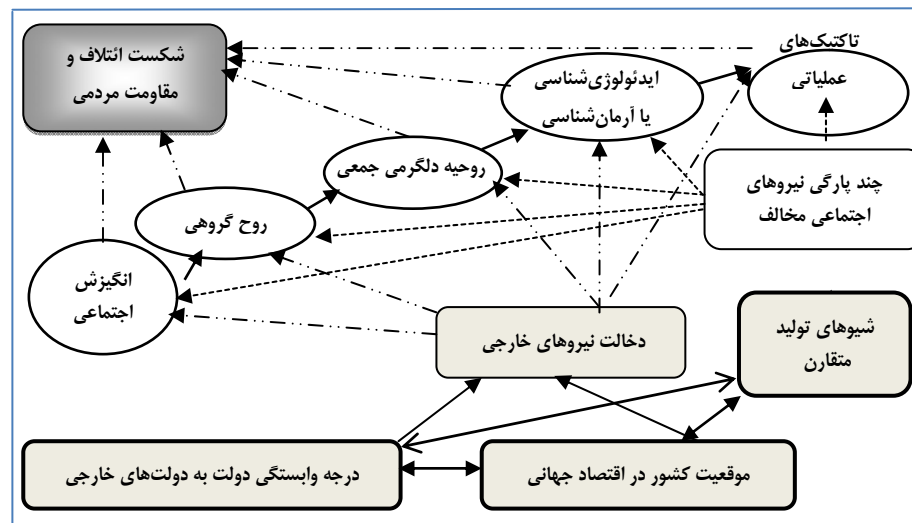 شکست ائتلاف و
مقاومت مردمی
تاکتیک‌های
عملیاتی
ایدئولوژی‌شناسی
یا آرمان‌شناسی
روحیه دلگرمی جمعی
چند پارگی نیروهای
اجتماعی مخالف
روح گروهی
انگیزش
اجتماعی
دخالت نیروهای خارجی
شیوهای تولید
متقارن
درجه وابستگی دولت به دولت‌های خارجی
موقعیت کشور در اقتصاد جهانی